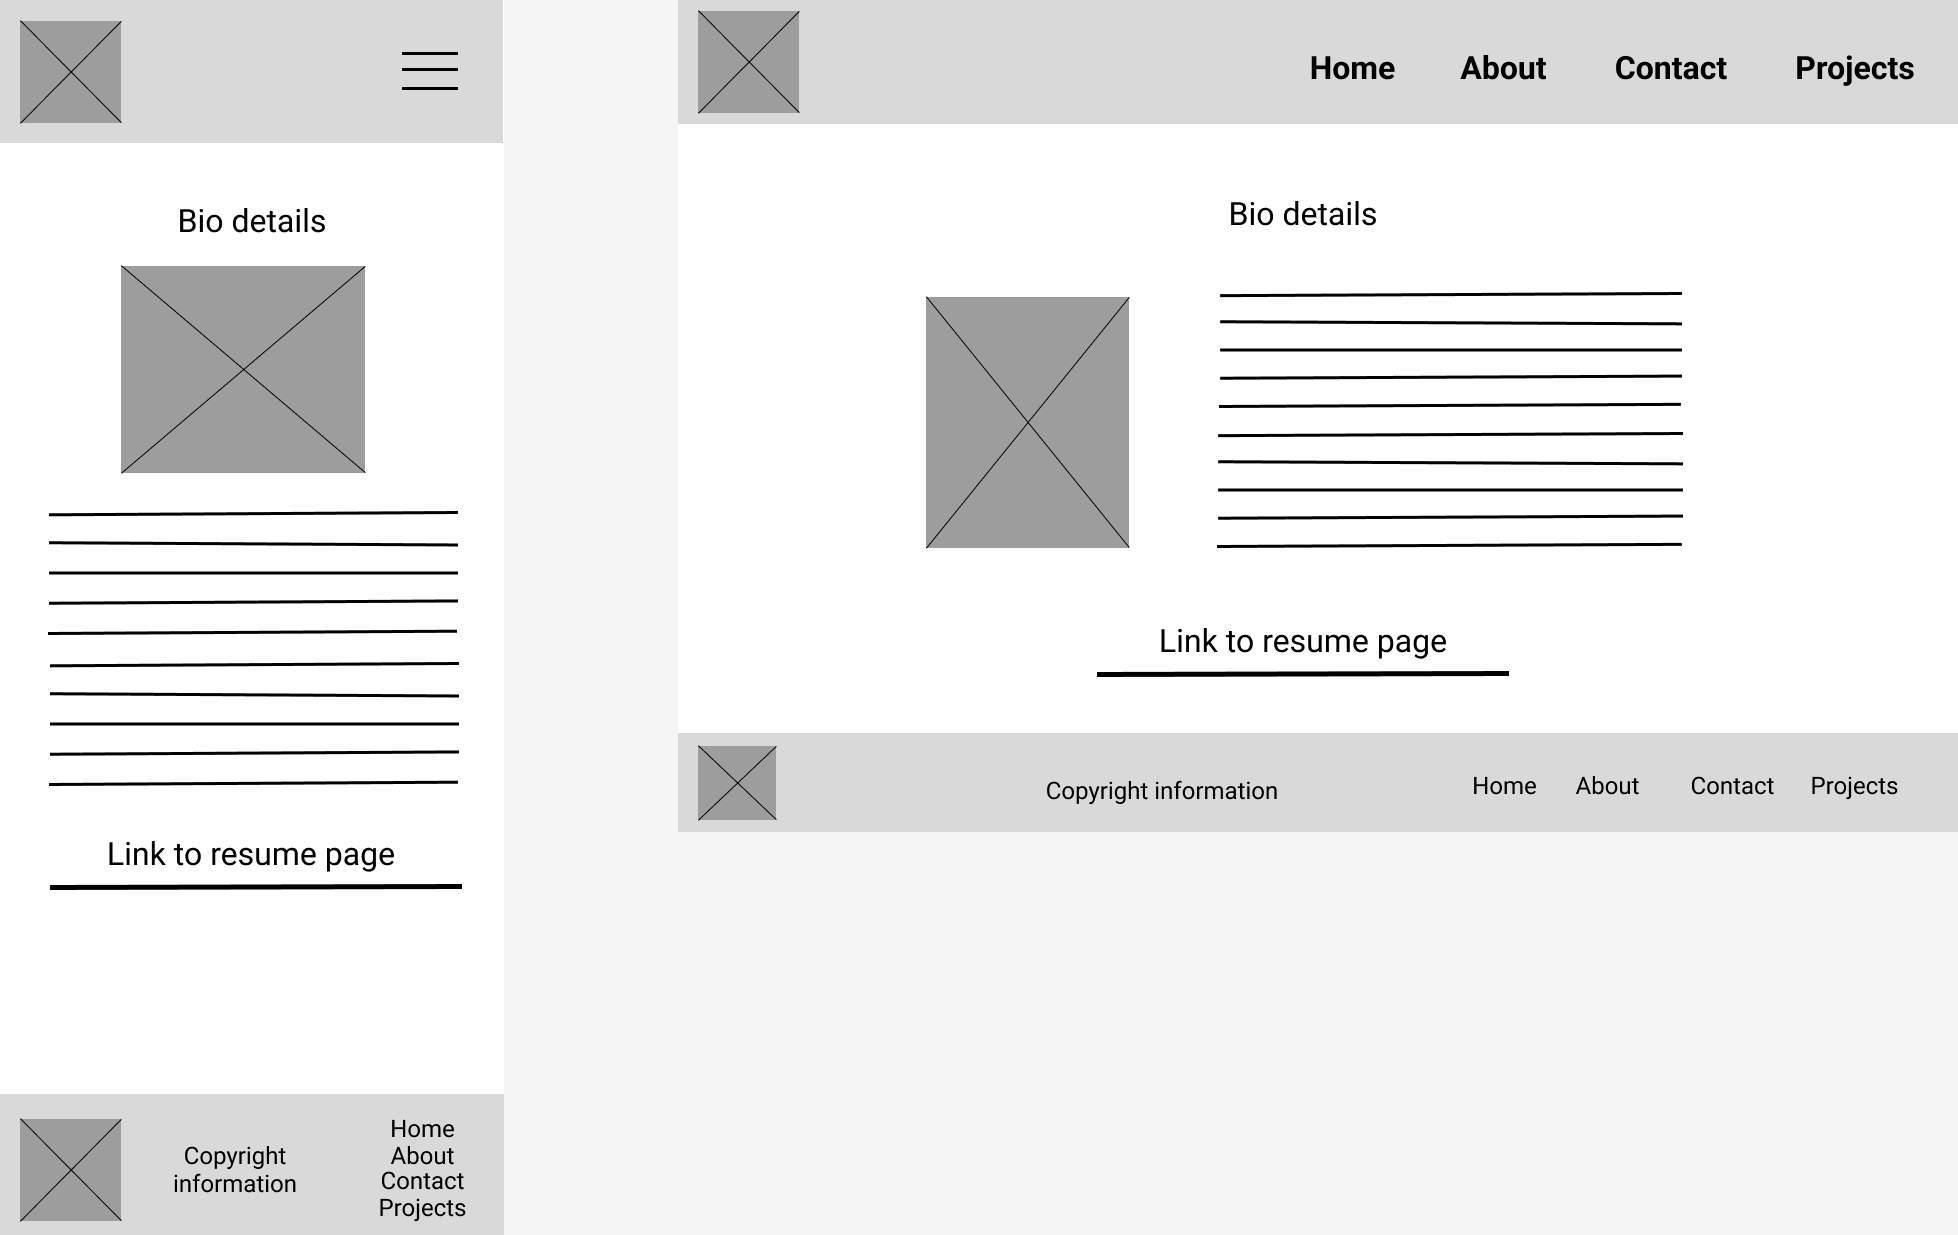 Bio details
Link to resume page
Copyright
information
Home
About
Contact
Projects
Home About Contact Projects
Bio details
Link to resume page
Copyright information
Home About Contact Projects